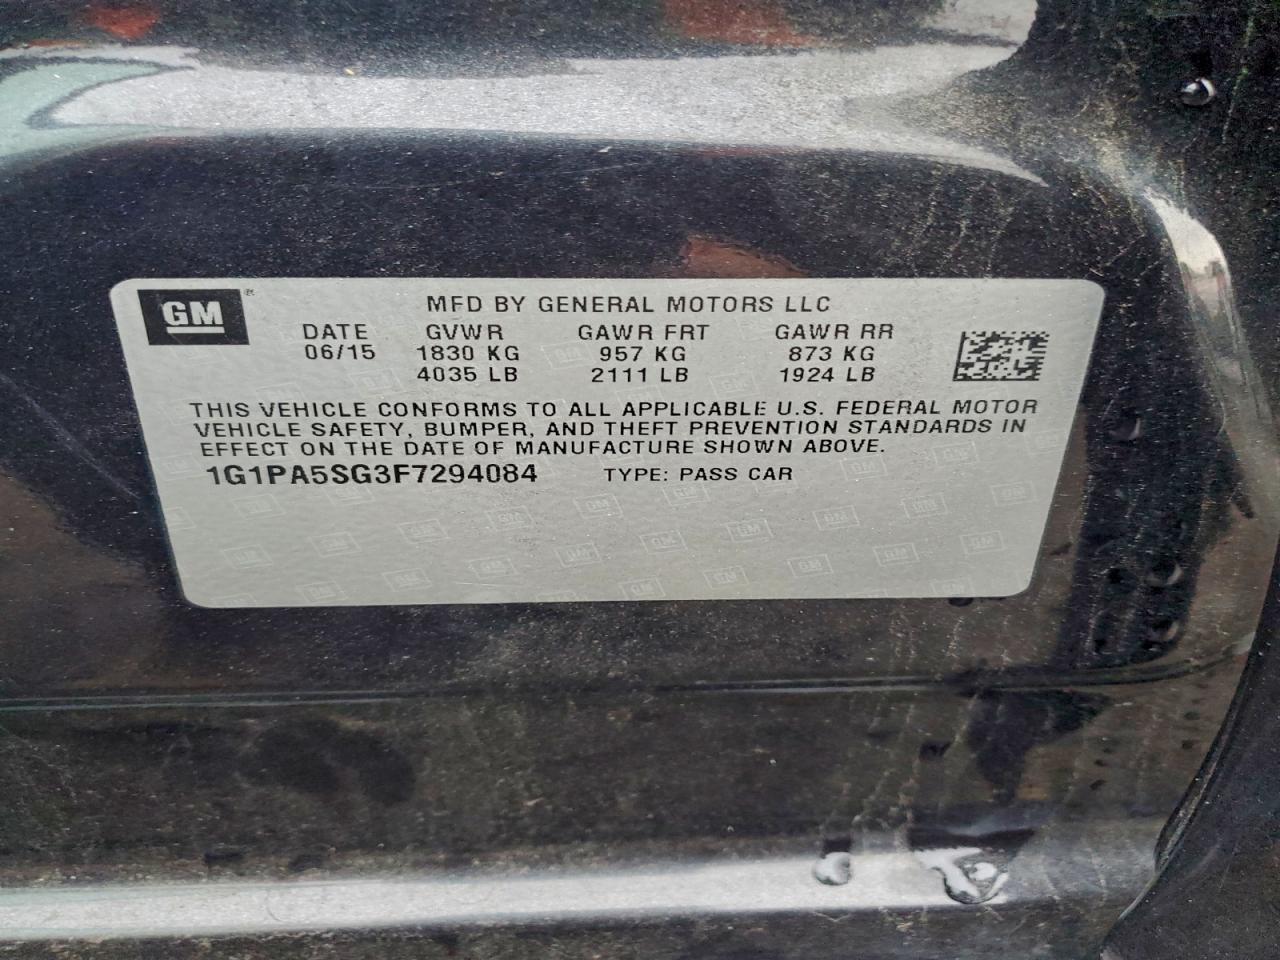 GM
MFD BY GENERAL MOTORS LLC
DATE GVWR GAWR FRT GAWR RR
06/15 1830 KG 957 KG 873 KG
4035 LB 2111 LB 1924 LB
THIS VEHICLE CONFORMS TO ALL APPLICABLE U.S. FEDERAL MOTOR
VEHICLE SAFETY, BUMPER, AND THEFT PREVENTION STANDARDS IN
EFFECT ON THE DATE OF MANUFACTURE SHOWN ABOVE.
1G1PA5SG3F7294084 TYPE: PASS CAR